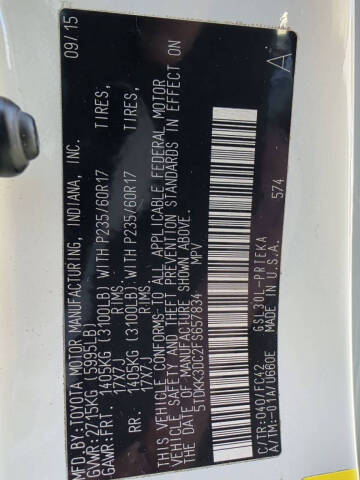 MFD. BY:TOYOTA MOTOR MANUFACTURING, INDIANA, INC. 09/15
GVWR: 2715KG (5995LB)
GAWR:FRT. 1405KG (3100LB) WITH P235/60R17 TIRES,
17X7J RIMS.
RR. 1405KG (3100LB) WITH P235/60R17 TIRES,
17X7J RIMS.
THIS VEHICLE CONFORMS TO ALL APPLICABLE FEDERAL MOTOR
VEHICLE SAFETY AND THEFT PREVENTION STANDARDS IN EFFECT ON
THE DATE OF MANUFACTURE SHOWN ABOVE.
5TDKK3DC2FS657834 MPV
574
C/TR:040/FC42 GSL30L-PRTEKA
A/TM:-01A/U660E MADE IN U.S.A.
A